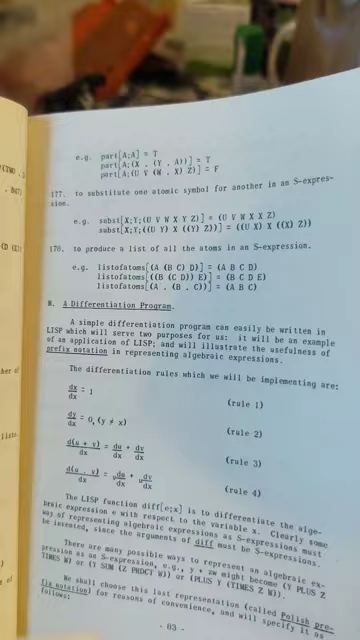 e.g. part[A;A] = T
part[A;(X . (Y . A))] = T
part[A;(U V (W . X) Z)] = F
177. to substitute one atomic symbol for another in an S-expres-
sion.
e.g. subst[X;Y;(U V W X Y Z)] = (U V W X X Z)
subst[X;Y;((U Y) X ((Y) Z))] = ((U X) X ((X) Z))
178. to produce a list of all the atoms in an S-expression.
e.g. listofatoms[(A (B C) D)] = (A B C D)
listofatoms[((B (C D)) E)] = (B C D E)
listofatoms[(A . (B . C))] = (A B C)
A Differentiation Program.
A simple differentiation program can easily be written in
LISP which will serve two purposes for us: it will be an example
of an application of LISP; and will illustrate the usefulness of
prefix notation in representing algebraic expressions.
The differentiation rules which we will be implementing are:
dx/dx = 1 (rule 1)
dy/dx = 0, (y ≠ x) (rule 2)
d(u + v)/dx = du/dx + dv/dx (rule 3)
d(u . v)/dx = v du/dx + u dv/dx (rule 4)
The LISP function diff[e;x] is to differentiate the alge-
braic expression e with respect to the variable x. Clearly some
way of representing algebraic expressions as S-expressions must
be invented, since the arguments of diff must be S-expressions.
There are many possible ways to represent an algebraic ex-
pression as an S-expression, e.g., y + zw might become (Y PLUS Z
TIMES W) or (Y SUM (Z PRDCT W)) or (PLUS Y (TIMES Z W)).
We shall choose this last representation (called Polish pre-
fix notation) for reasons of convenience, and will specify it as
follows:
- 83 -